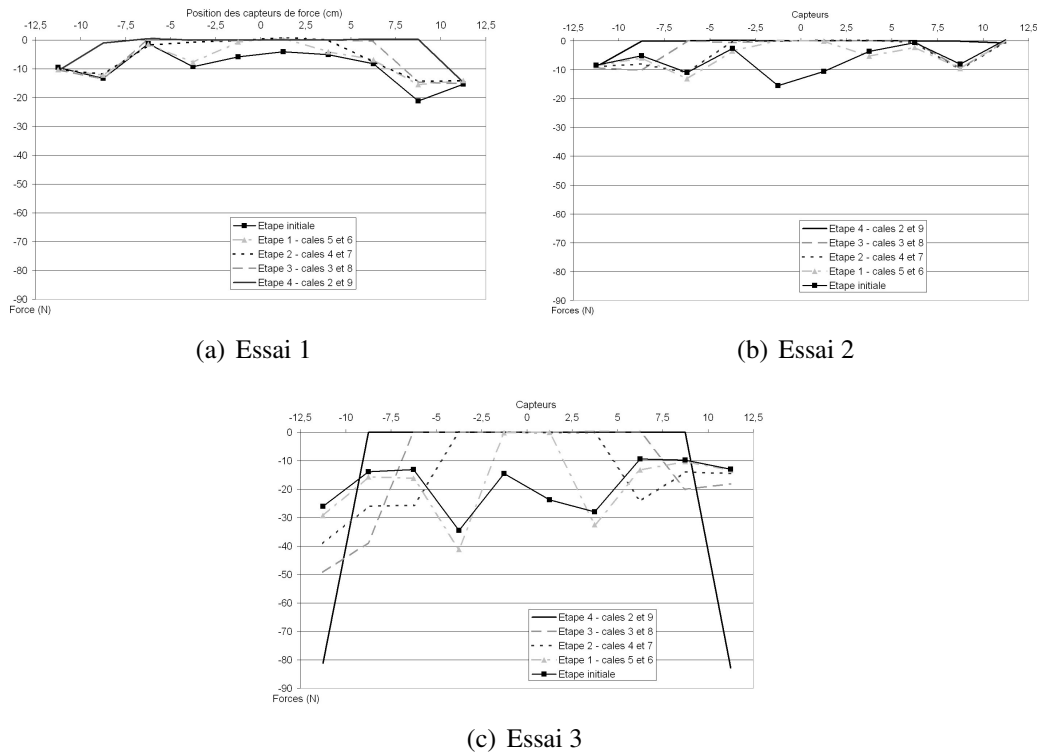 Position des capteurs de force (cm)
-12,5 -10 -7,5 -5 -2,5 0 2,5 5 7,5 10 12,5
0
-10
-20
-30
-40
-50
-60
-70
-80
-90
Force (N)
Etape initiale
Etape 1 - cales 5 et 6
Etape 2 - cales 4 et 7
Etape 3 - cales 3 et 8
Etape 4 - cales 2 et 9
(a) Essai 1
Capteurs
-12,5 -10 -7,5 -5 -2,5 0 2,5 5 7,5 10 12,5
0
-10
-20
-30
-40
-50
-60
-70
-80
-90
Forces (N)
Etape 4 - cales 2 et 9
Etape 3 - cales 3 et 8
Etape 2 - cales 4 et 7
Etape 1 - cales 5 et 6
Etape initiale
(b) Essai 2
Capteurs
-12,5 -10 -7,5 -5 -2,5 0 2,5 5 7,5 10 12,5
0
-10
-20
-30
-40
-50
-60
-70
-80
-90
Forces (N)
Etape 4 - cales 2 et 9
Etape 3 - cales 3 et 8
Etape 2 - cales 4 et 7
Etape 1 - cales 5 et 6
Etape initiale
(c) Essai 3